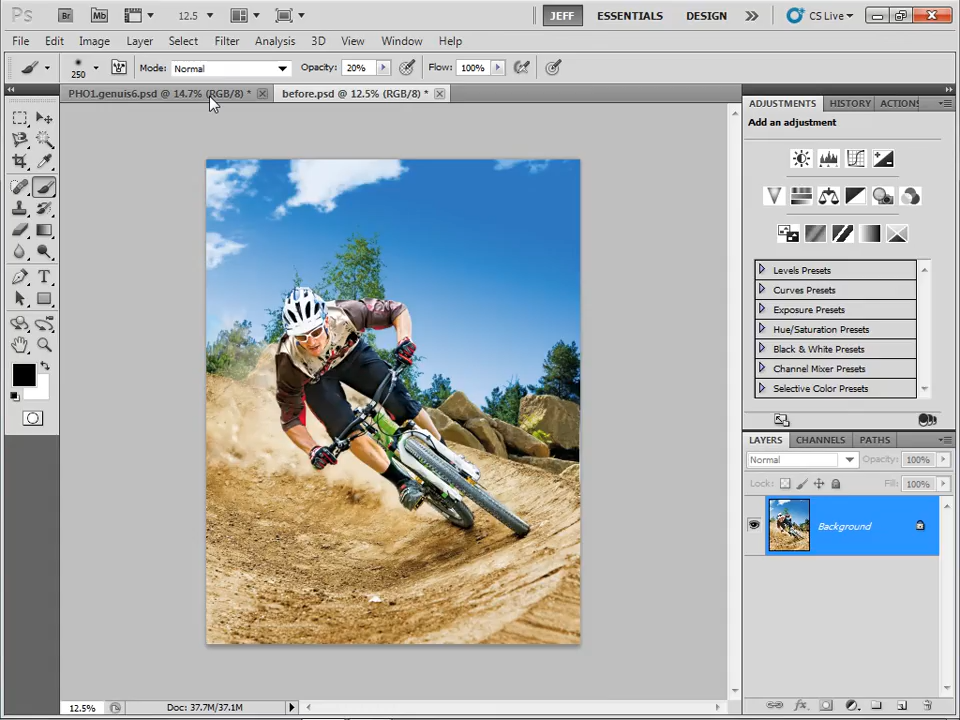 Ps Br Mb 12.5 JEFF ESSENTIALS DESIGN CS Live
File Edit Image Layer Select Filter Analysis 3D View Window Help
250 Mode: Normal Opacity: 20% Flow: 100%
PHO1.genuis6.psd @ 14.7% (RGB/8) * before.psd @ 12.5% (RGB/8) *
ADJUSTMENTS HISTORY ACTIONS
Add an adjustment
Levels Presets
Curves Presets
Exposure Presets
Hue/Saturation Presets
Black & White Presets
Channel Mixer Presets
Selective Color Presets
LAYERS CHANNELS PATHS
Normal Opacity: 100%
Lock: Fill: 100%
Background
12.5% Doc: 37.7M/37.1M